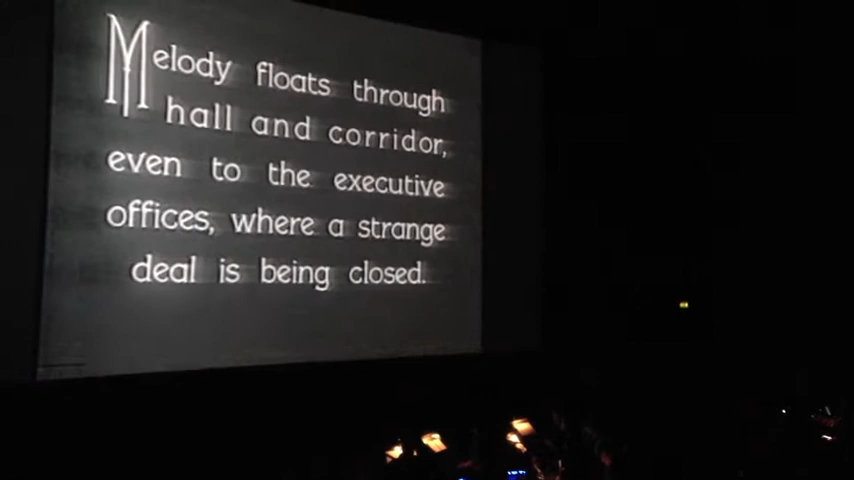 Melody floats through
hall and corridor,
even to the executive
offices, where a strange
deal is being closed.